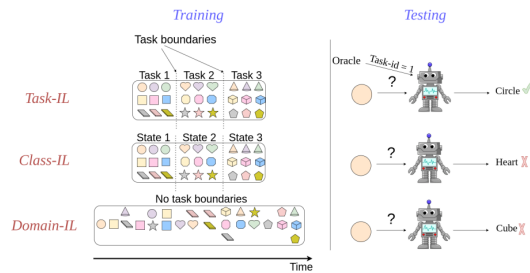 Training
Testing
Task boundaries
Task-IL
Task 1
Task 2
Task 3
Oracle
Task-id = 1
?
Circle
Class-IL
State 1
State 2
State 3
?
Heart
No task boundaries
Domain-IL
?
Cube
Time